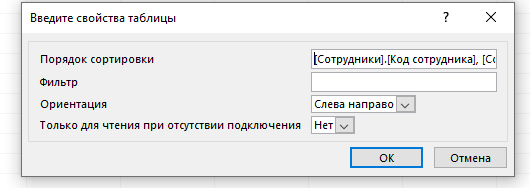 Введите свойства таблицы ? ×
Порядок сортировки [Сотрудники].[Код сотрудника], [Со
Фильтр
Ориентация Слева направо
Только для чтения при отсутствии подключения Нет
ОК Отмена